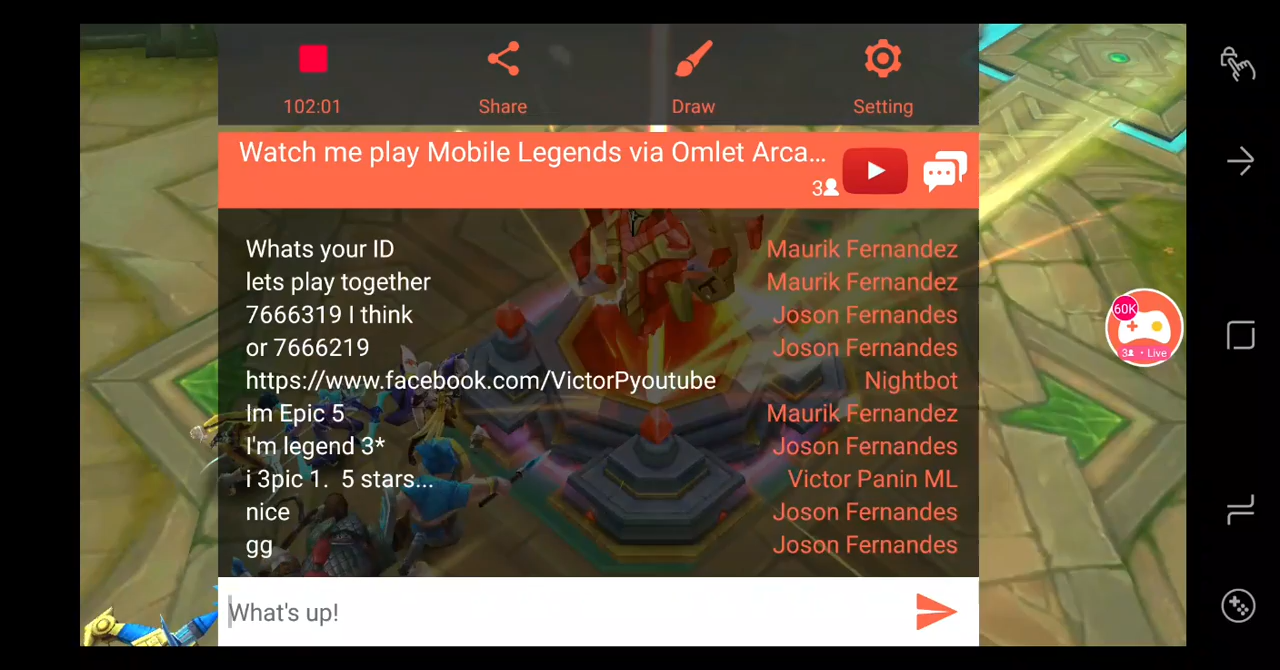 102:01
Share
Draw
Setting
Watch me play Mobile Legends via Omlet Arca...
3
Whats your ID Maurik Fernandez
lets play together Maurik Fernandez
7666319 I think Joson Fernandes
or 7666219 Joson Fernandes
https://www.facebook.com/VictorPyoutube Nightbot
Im Epic 5 Maurik Fernandez
I'm legend 3* Joson Fernandes
i 3pic 1.  5 stars... Victor Panin ML
nice Joson Fernandes
gg Joson Fernandes
What's up!
60K
3 • Live